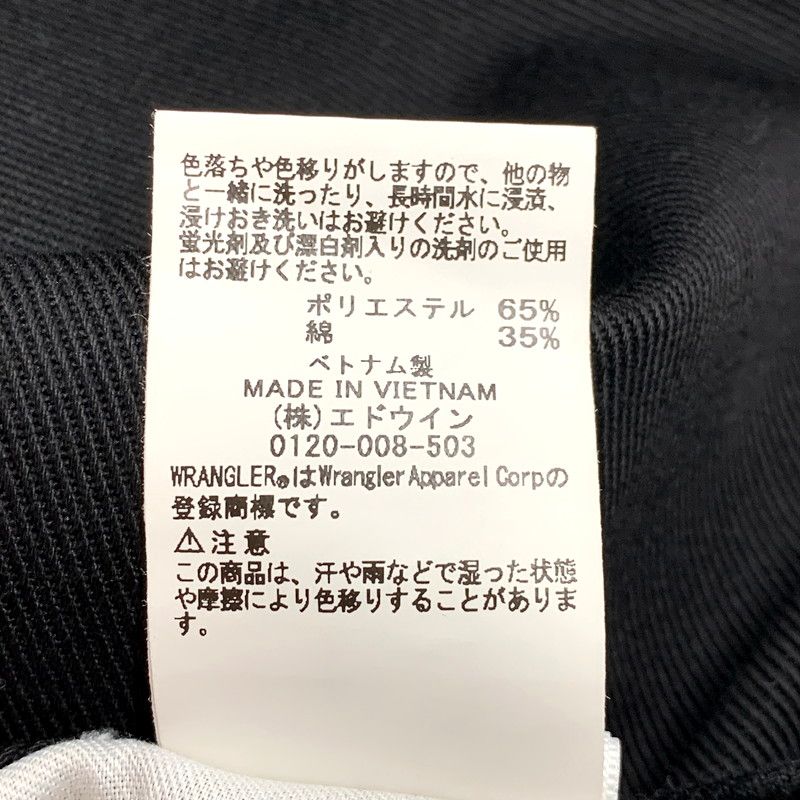 色落ちや色移りがしますので、他の物
と一緒に洗ったり、長時間水に浸漬、
浸けおき洗いはお避けください。
蛍光剤及び漂白剤入りの洗剤のご使用
はお避けください。
ポリエステル 65%
綿 35%
ベトナム製
MADE IN VIETNAM
(株)エドウイン
0120-008-503
WRANGLER®はWrangler Apparel Corpの
登録商標です。
⚠注意
この商品は、汗や雨などで湿った状態
や摩擦により色移りすることがありま
す。